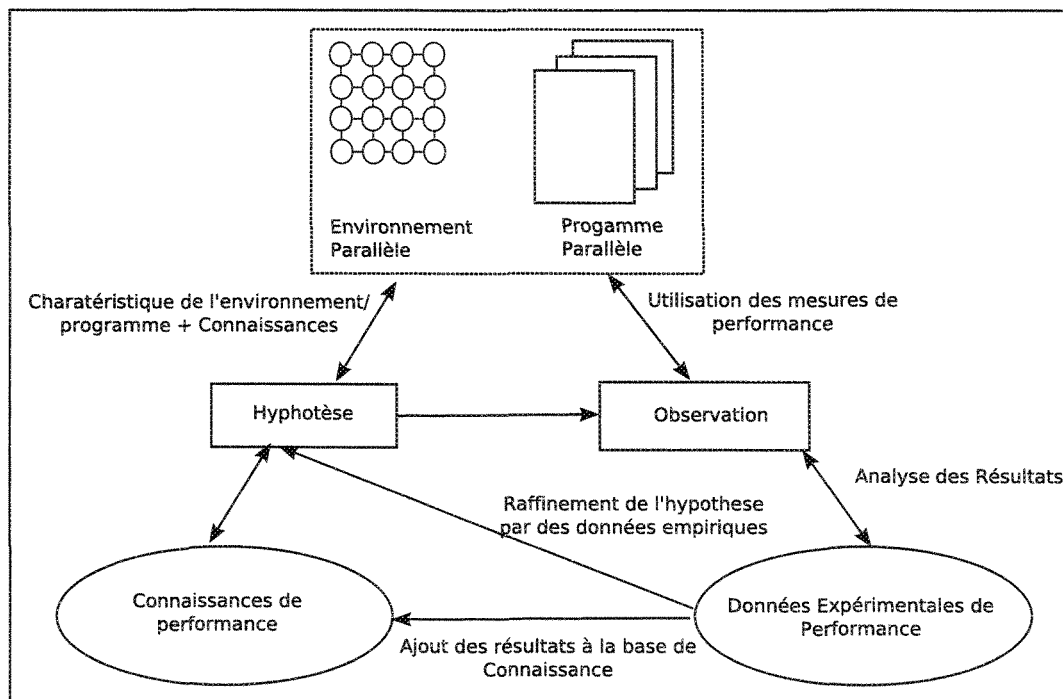 Environnement
Parallèle
Progamme
Parallèle
Charatéristique de l'environnement/
programme + Connaissances
Utilisation des mesures de
performance
Hyphotèse
Observation
Analyse des Résultats
Raffinement de l'hypothese
par des données empiriques
Connaissances de
performance
Données Expérimentales de
Performance
Ajout des résultats à la base de
Connaissance